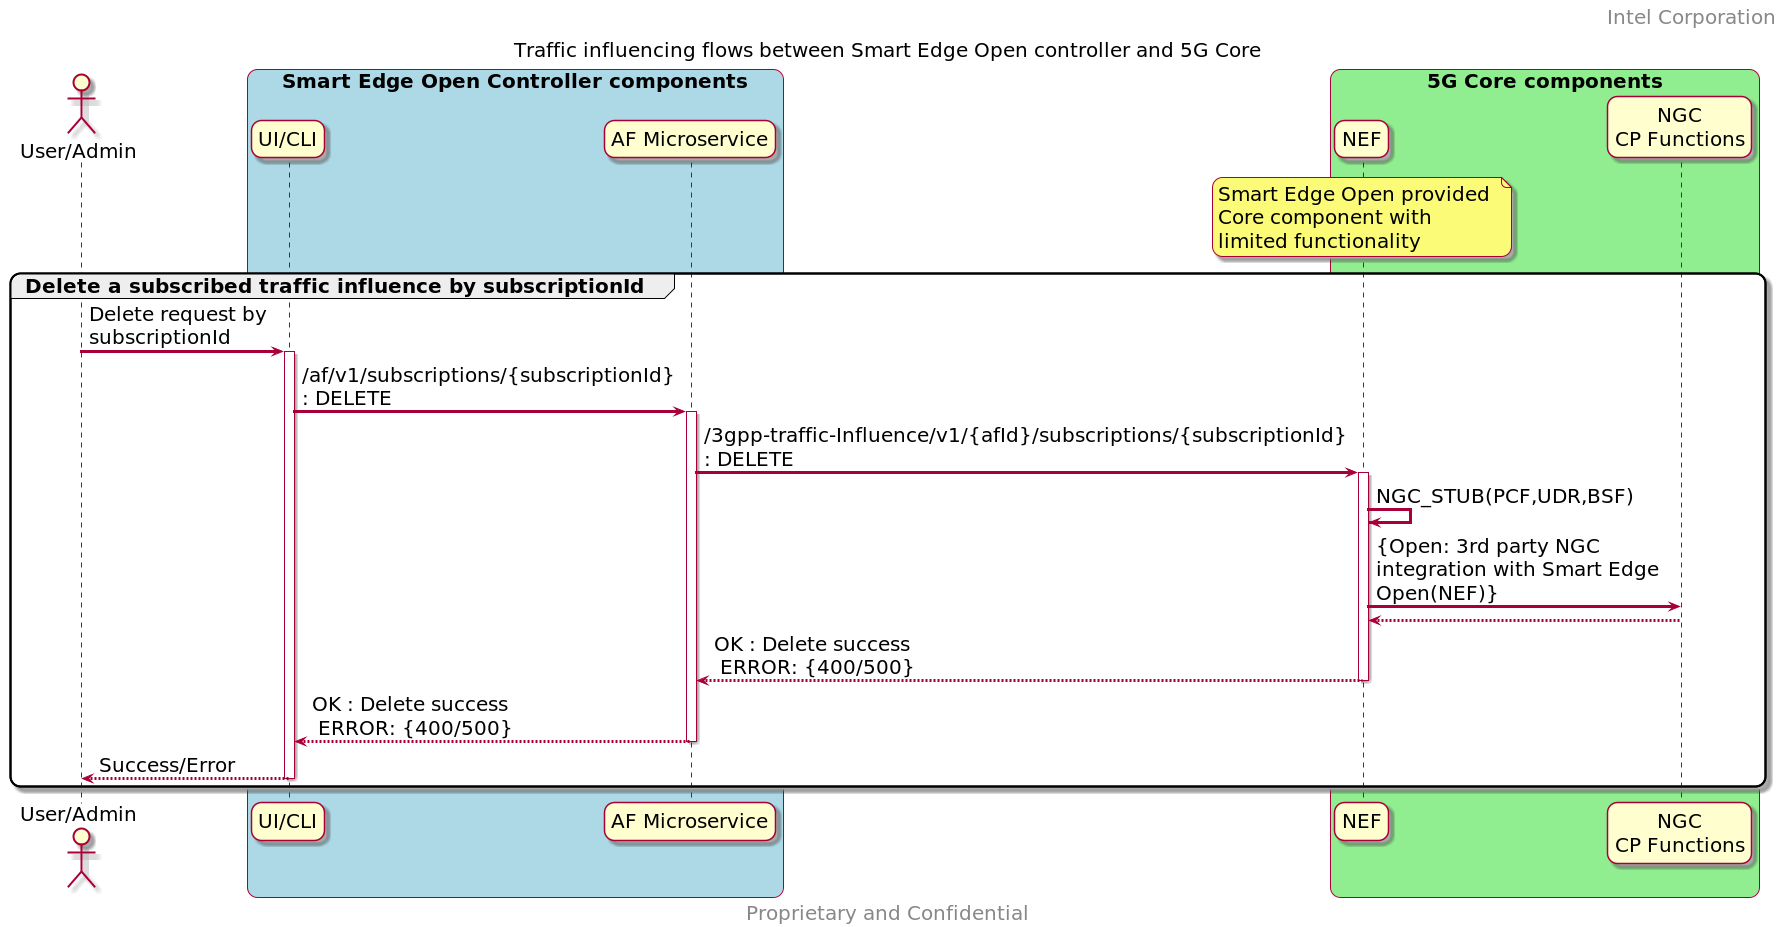 Intel Corporation
Traffic influencing flows between Smart Edge Open controller and 5G Core
Smart Edge Open Controller components
5G Core components
User/Admin
UI/CLI
AF Microservice
NEF
NGC
CP Functions
Smart Edge Open provided
Core component with
limited functionality
Delete a subscribed traffic influence by subscriptionId
Delete request by
subscriptionId
/af/v1/subscriptions/{subscriptionId}
: DELETE
/3gpp-traffic-Influence/v1/{afId}/subscriptions/{subscriptionId}
: DELETE
NGC_STUB(PCF,UDR,BSF)
{Open: 3rd party NGC
integration with Smart Edge
Open(NEF)}
OK : Delete success
ERROR: {400/500}
OK : Delete success
ERROR: {400/500}
Success/Error
User/Admin
UI/CLI
AF Microservice
NEF
NGC
CP Functions
Proprietary and Confidential